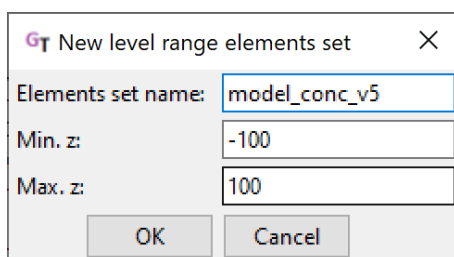 GT New level range elements set
Elements set name: model_conc_v5
Min. z: -100
Max. z: 100
OK Cancel